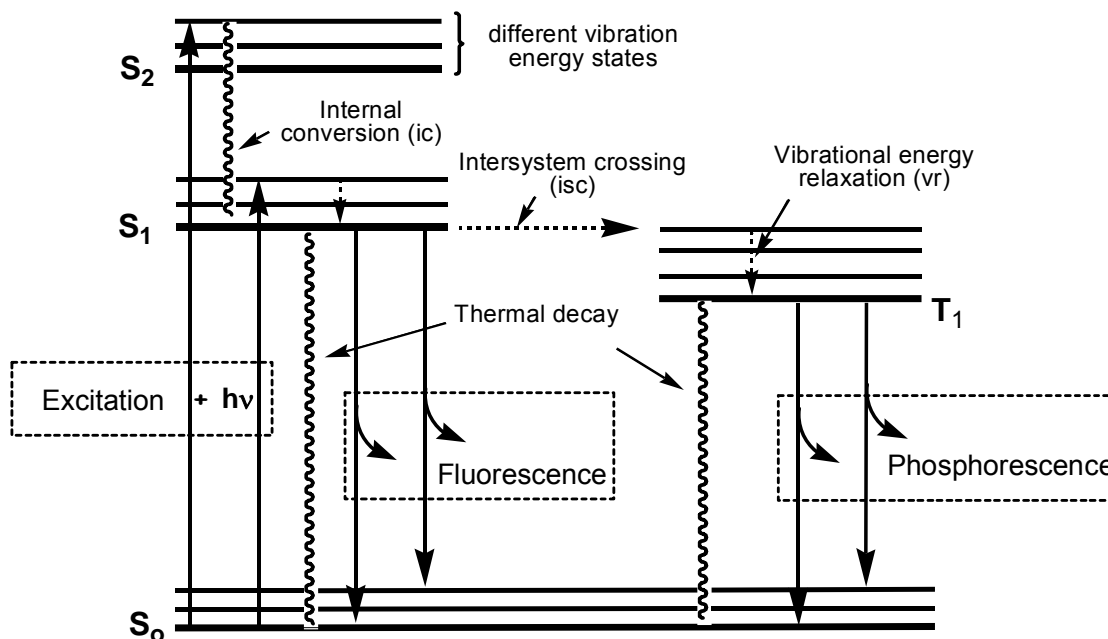 different vibration
energy states
S2
Internal
conversion (ic)
Intersystem crossing
(isc)
Vibrational energy
relaxation (vr)
S1
T1
Thermal decay
Excitation + hν
Fluorescence
Phosphorescence
So